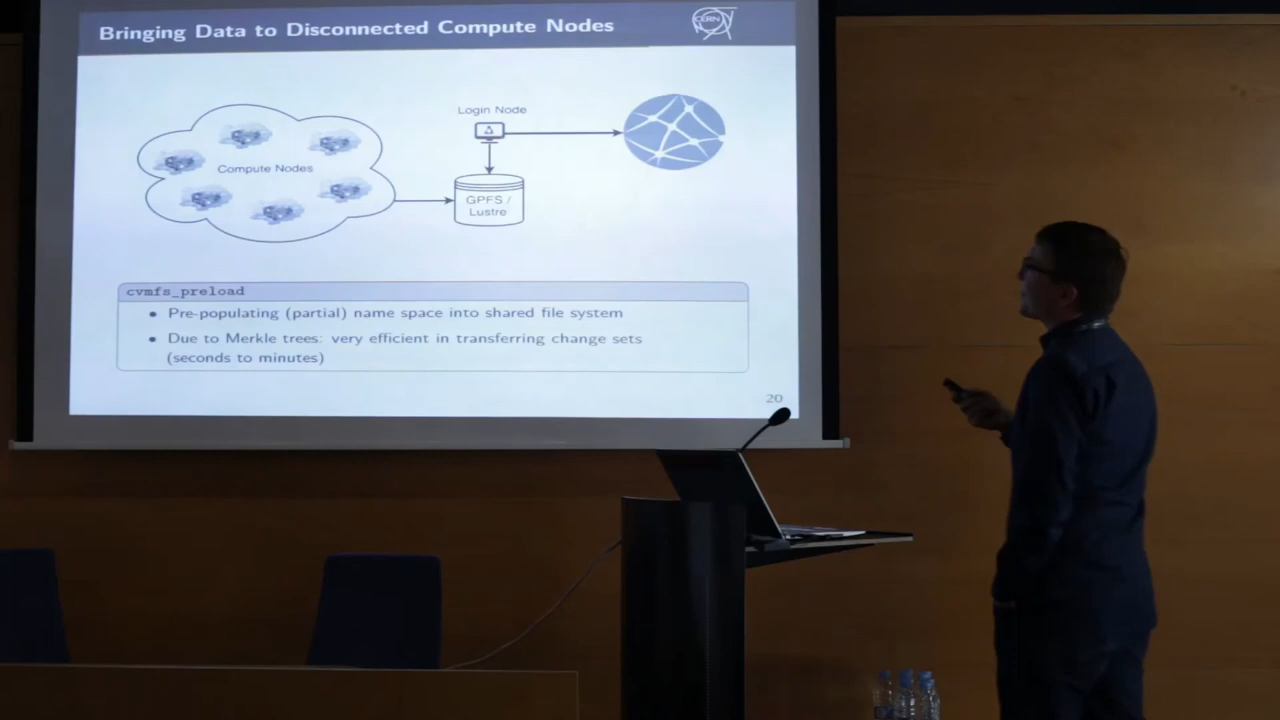 Bringing Data to Disconnected Compute Nodes
CERN
Login Node
Compute Nodes
GPFS /
Lustre
cvmfs_preload
• Pre-populating (partial) name space into shared file system
• Due to Merkle trees: very efficient in transferring change sets
(seconds to minutes)
20